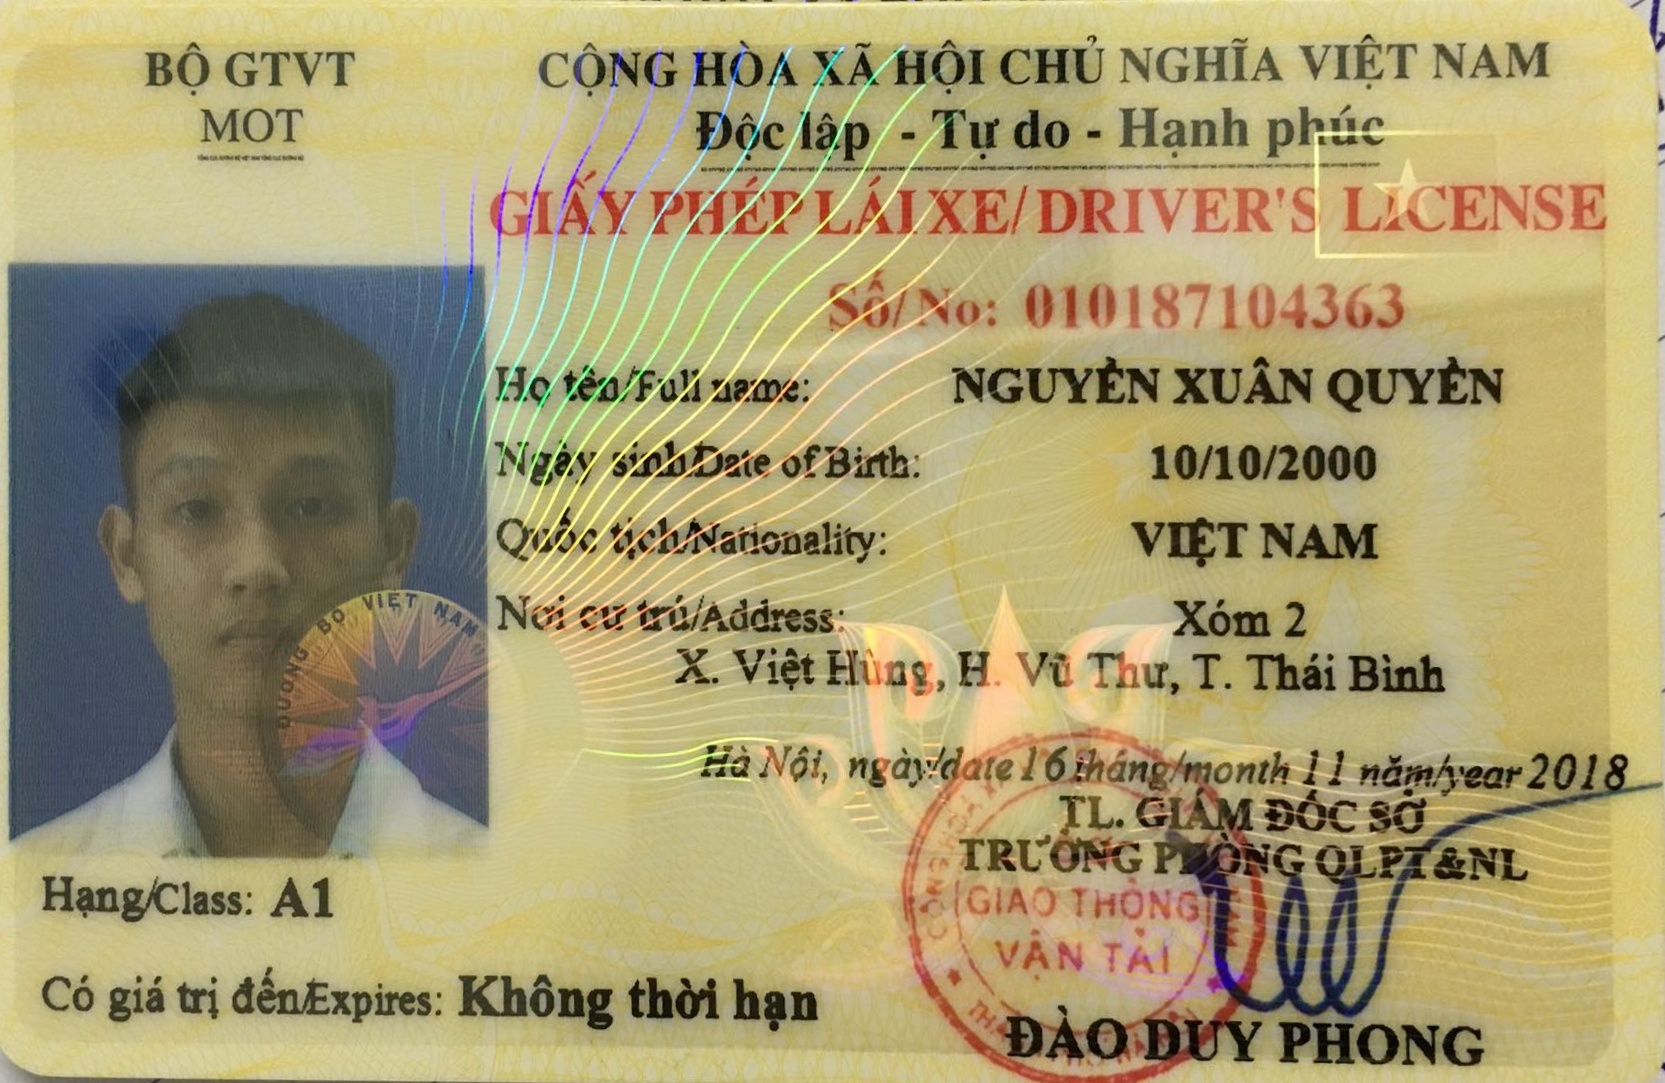 BỘ GTVT
MOT
CỘNG HÒA XÃ HỘI CHỦ NGHĨA VIỆT NAM
Độc lập - Tự do - Hạnh phúc
GIẤY PHÉP LÁI XE/ DRIVER'S LICENSE
Số/ No: 010187104363
Họ tên/Full name: NGUYỄN XUÂN QUYỀN
Ngày sinh/Date of Birth: 10/10/2000
Quốc tịch/Nationality: VIỆT NAM
Nơi cư trú/Address: Xóm 2
X. Việt Hùng, H. Vũ Thư, T. Thái Bình
Hà Nội, ngày/date 16 tháng/month 11 năm/year 2018
TL. GIÁM ĐỐC SỞ
TRƯỞNG PHÒNG QLPT&NL
GIAO THÔNG
VẬN TẢI
ĐÀO DUY PHONG
ĐƯỜNG BỘ VIỆT NAM
Hạng/Class: A1
Có giá trị đến/Expires: Không thời hạn